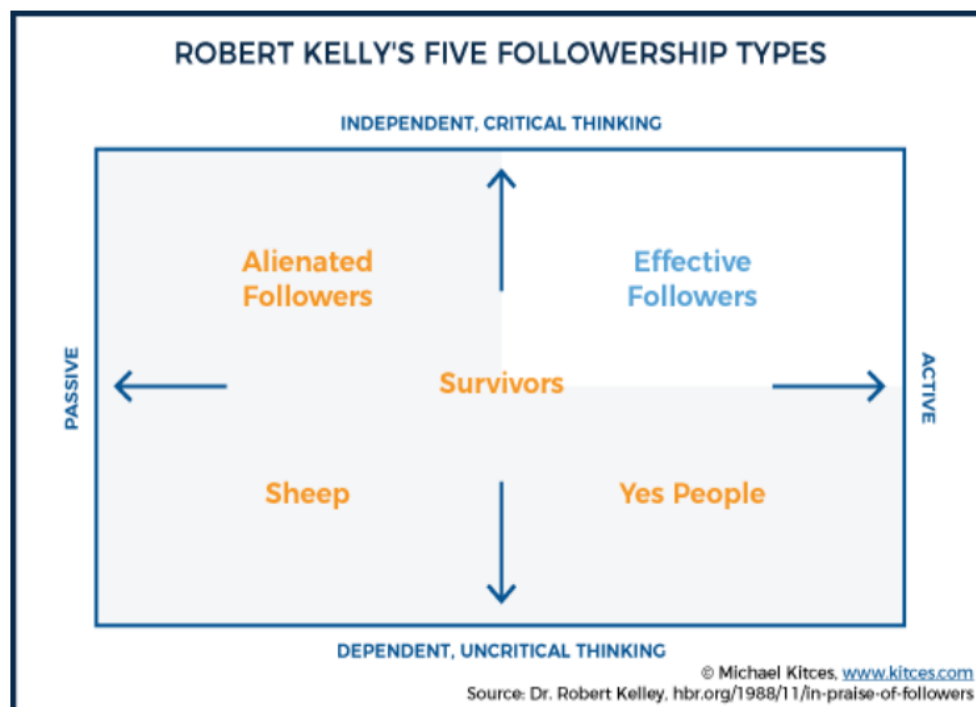 ROBERT KELLY'S FIVE FOLLOWERSHIP TYPES
INDEPENDENT, CRITICAL THINKING
Alienated
Followers
Effective
Followers
PASSIVE
Survivors
ACTIVE
Sheep
Yes People
DEPENDENT, UNCRITICAL THINKING
© Michael Kitces, www.kitces.com
Source: Dr. Robert Kelley, hbr.org/1988/11/in-praise-of-followers